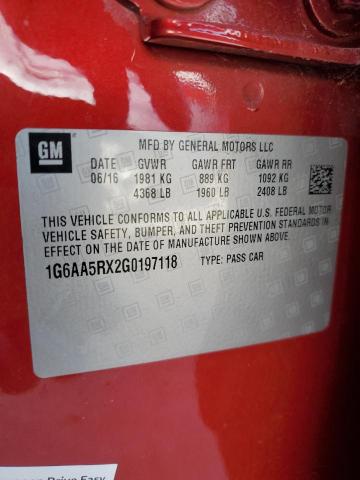 GM
MFD BY GENERAL MOTORS LLC
DATE GVWR GAWR FRT GAWR RR
06/16 1981 KG 889 KG 1092 KG
4368 LB 1960 LB 2408 LB
THIS VEHICLE CONFORMS TO ALL APPLICABLE U.S. FEDERAL MOTOR
VEHICLE SAFETY, BUMPER, AND THEFT PREVENTION STANDARDS IN
EFFECT ON THE DATE OF MANUFACTURE SHOWN ABOVE.
1G6AA5RX2G0197118 TYPE: PASS CAR
Drive Easy